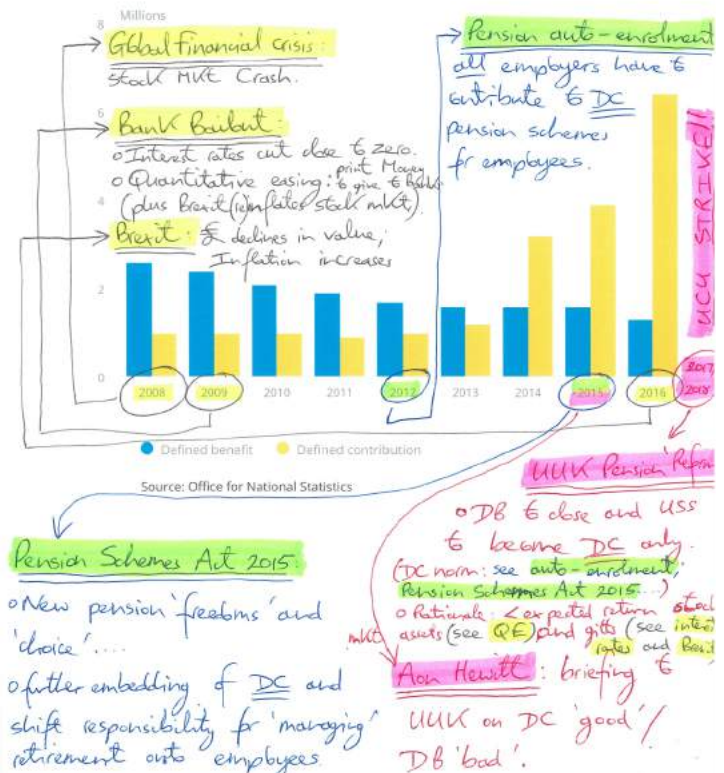 8 Millions
Global Financial crisis:
Stock Mkt Crash.
6
Bank Bailout:
o Interest rates cut close to zero.
o Quantitative easing: print Money
to give to Banks
4
(plus Brexit (re)inflates stock mkt).
Brexit: £ declines in value;
Inflation increases
2
0
Pension auto-enrolment
all employers have to
contribute to DC
pension schemes
for employees.
UCU STRIKE!!
2008 2009 2010 2011 2012 2013 2014 2015 2016
2017
2018
Defined benefit Defined contribution
Source: Office for National Statistics
Pension Schemes Act 2015:
o New pension 'freedoms' and
'choice'....
o further embedding of DC and
shift responsibility for 'managing'
retirement onto employees
UUK Pension Reform
o DB to close and USS
to become DC only.
(DC norm: see auto-enrolment;
Pension Schemes Act 2015...)
o Rationale: < expected return stock
mkt assets (see QE) and gilts (see interest
rates and Brexit
Aon Hewitt: briefing to
UUK on DC 'good'/
DB 'bad'.